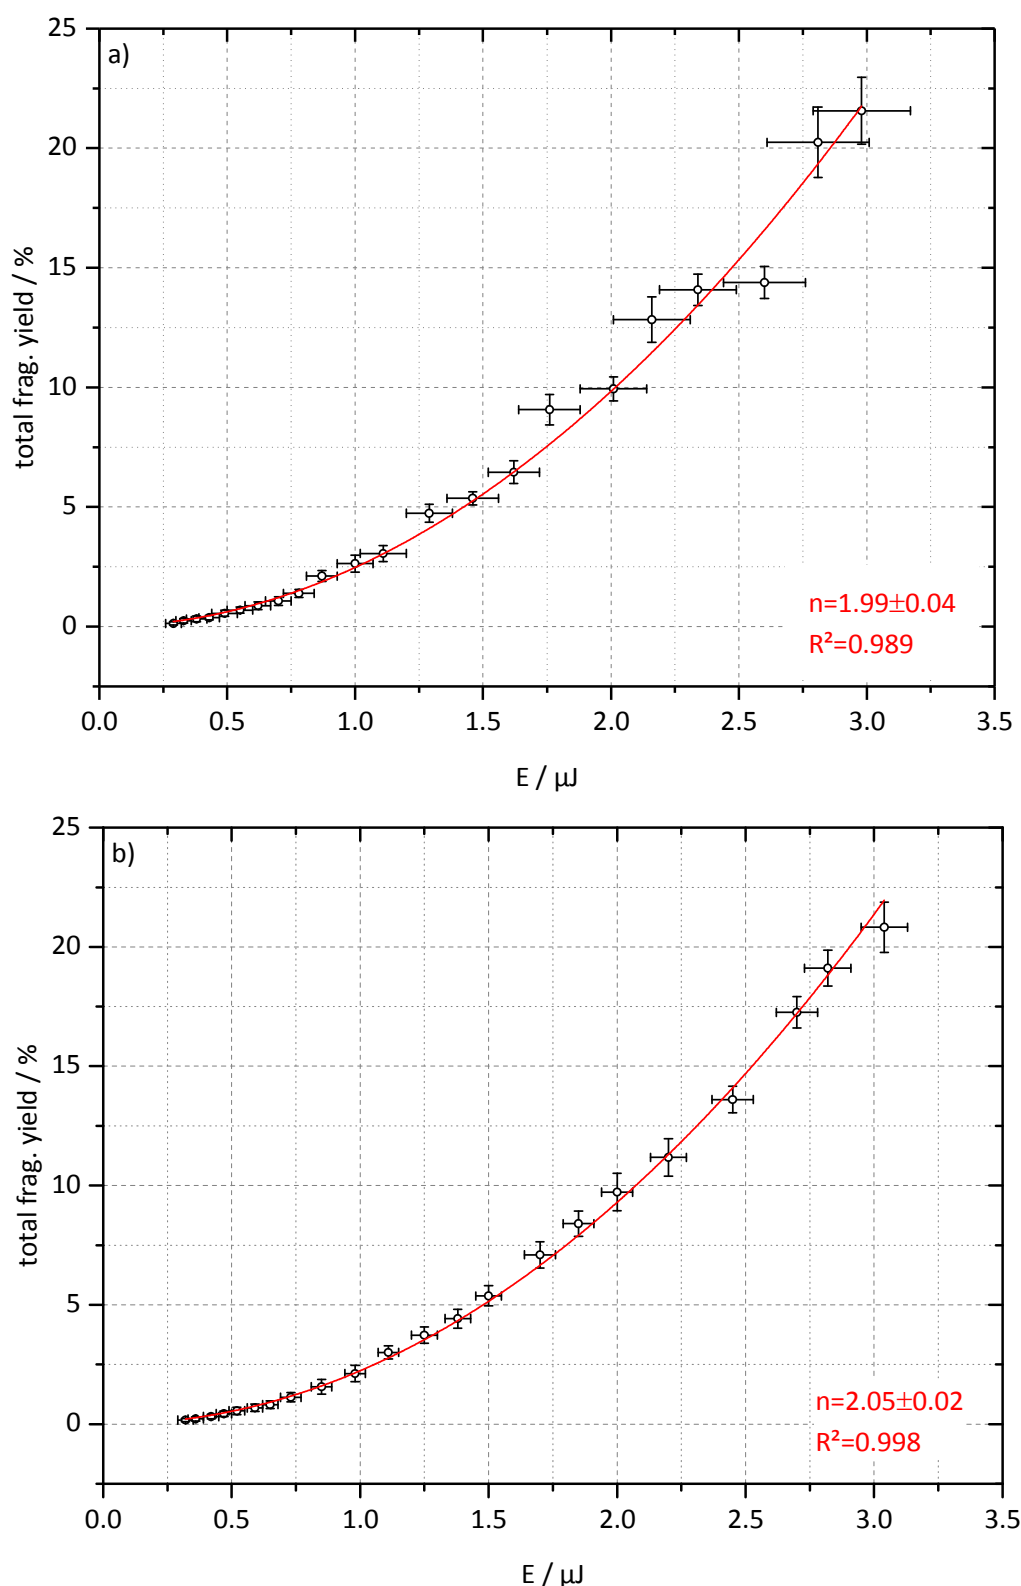 a)
25
20
15
10
5
0
total frag. yield / %
n=1.99±0.04
R²=0.989
0.0 0.5 1.0 1.5 2.0 2.5 3.0 3.5
E / µJ
b)
25
20
15
10
5
0
total frag. yield / %
n=2.05±0.02
R²=0.998
0.0 0.5 1.0 1.5 2.0 2.5 3.0 3.5
E / µJ